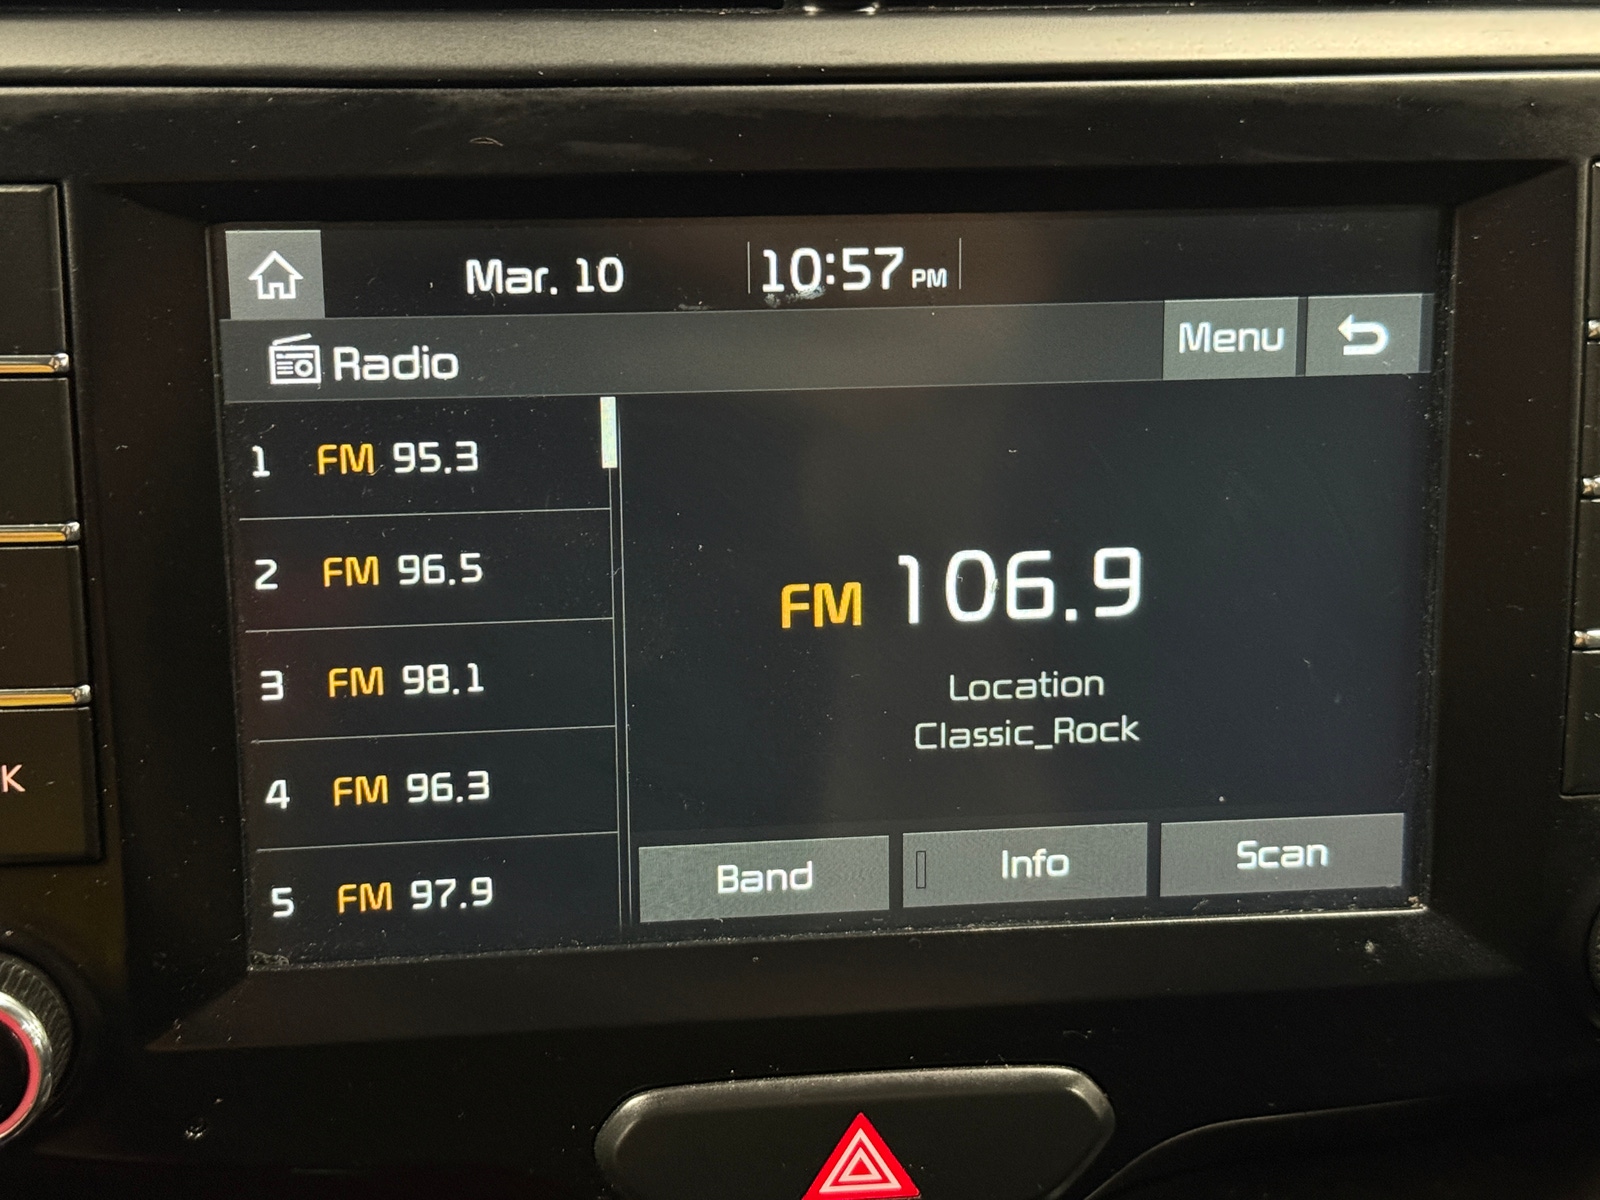 Mar. 10 10:57 PM
Radio Menu
1 FM 95.3
2 FM 96.5
3 FM 98.1
4 FM 96.3
5 FM 97.9
FM 106.9
Location
Classic_Rock
Band Info Scan
K